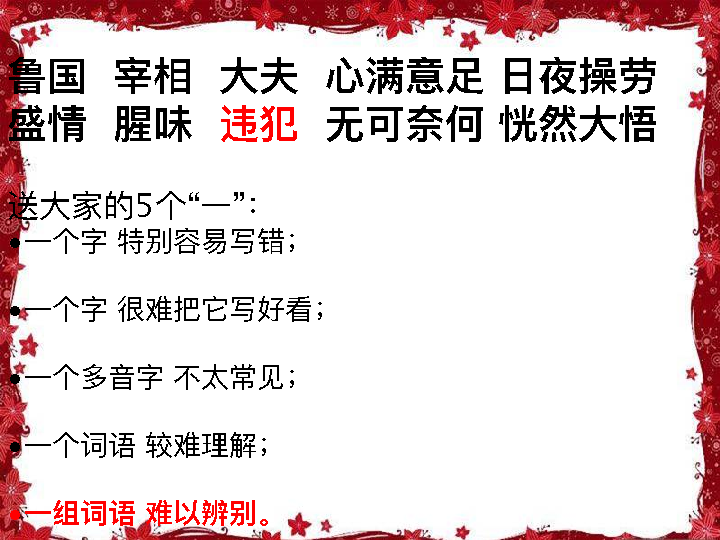 鲁国 宰相 大夫 心满意足 日夜操劳
盛情 腥味 违犯 无可奈何 恍然大悟
送大家的5个“一”：
•一个字 特别容易写错；
•一个字 很难把它写好看；
•一个多音字 不太常见；
•一个词语 较难理解；
•一组词语 难以辨别。